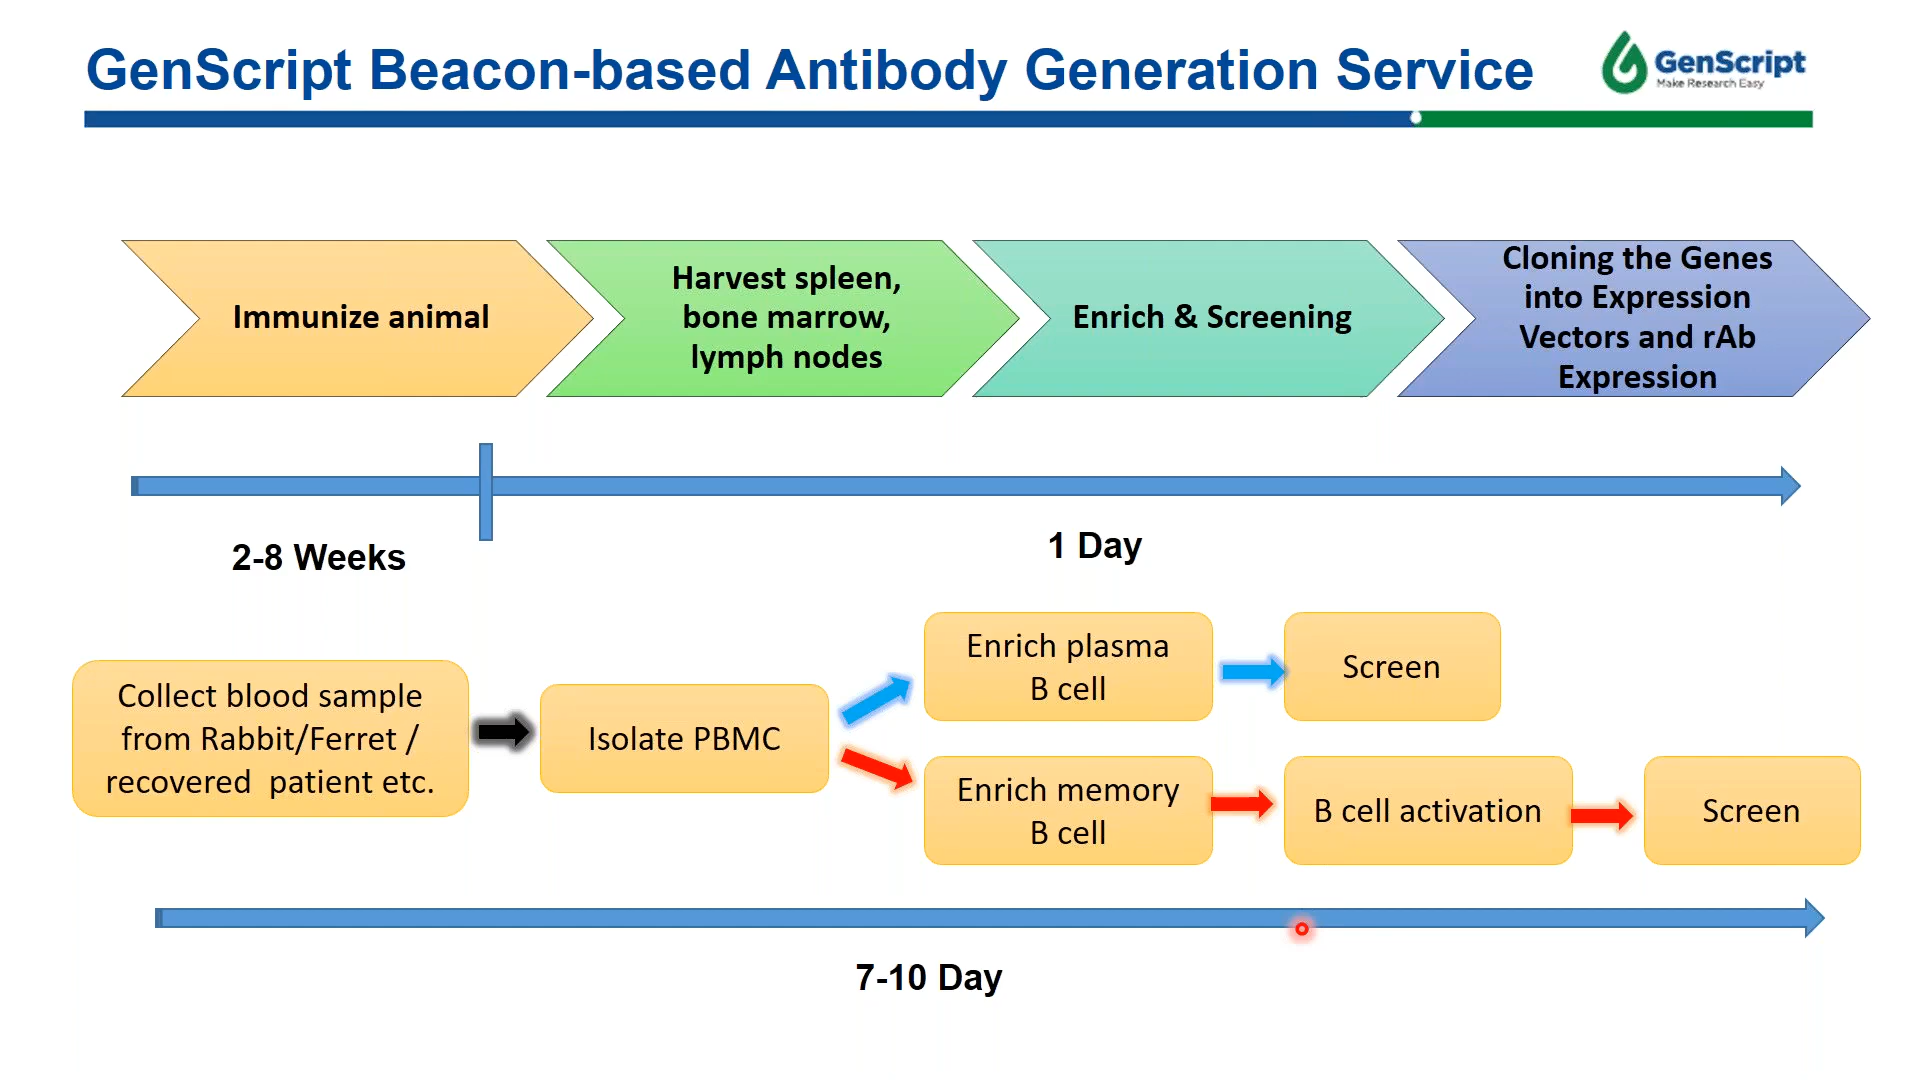 GenScript Beacon-based Antibody Generation Service
GenScript
Make Research Easy
Immunize animal
Harvest spleen,
bone marrow,
lymph nodes
Enrich & Screening
Cloning the Genes
into Expression
Vectors and rAb
Expression
2-8 Weeks
1 Day
Collect blood sample
from Rabbit/Ferret /
recovered  patient etc.
Isolate PBMC
Enrich plasma
B cell
Screen
Enrich memory
B cell
B cell activation
Screen
7-10 Day